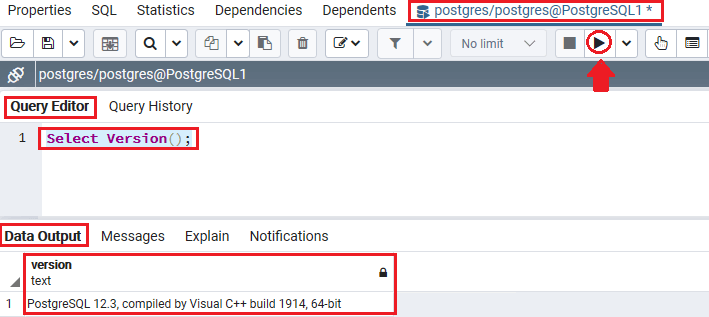 Properties SQL Statistics Dependencies Dependents postgres/postgres@PostgreSQL1 *
No limit
postgres/postgres@PostgreSQL1
Query Editor Query History
1 Select Version();
Data Output Messages Explain Notifications
version
text
1 PostgreSQL 12.3, compiled by Visual C++ build 1914, 64-bit